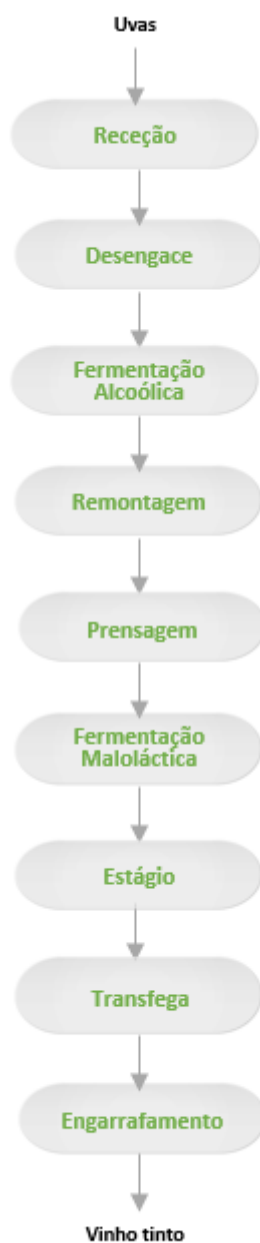 Uvas
Receção
Desengace
Fermentação
Alcoólica
Remontagem
Prensagem
Fermentação
Maloláctica
Estágio
Transfega
Engarrafamento
Vinho tinto